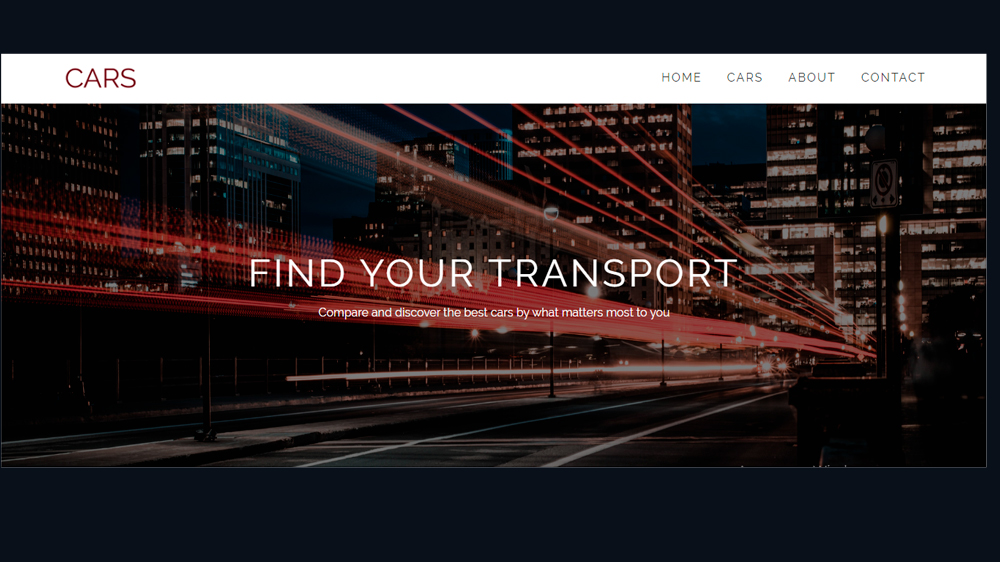 CARS
HOME CARS ABOUT CONTACT
FIND YOUR TRANSPORT
Compare and discover the best cars by what matters most to you